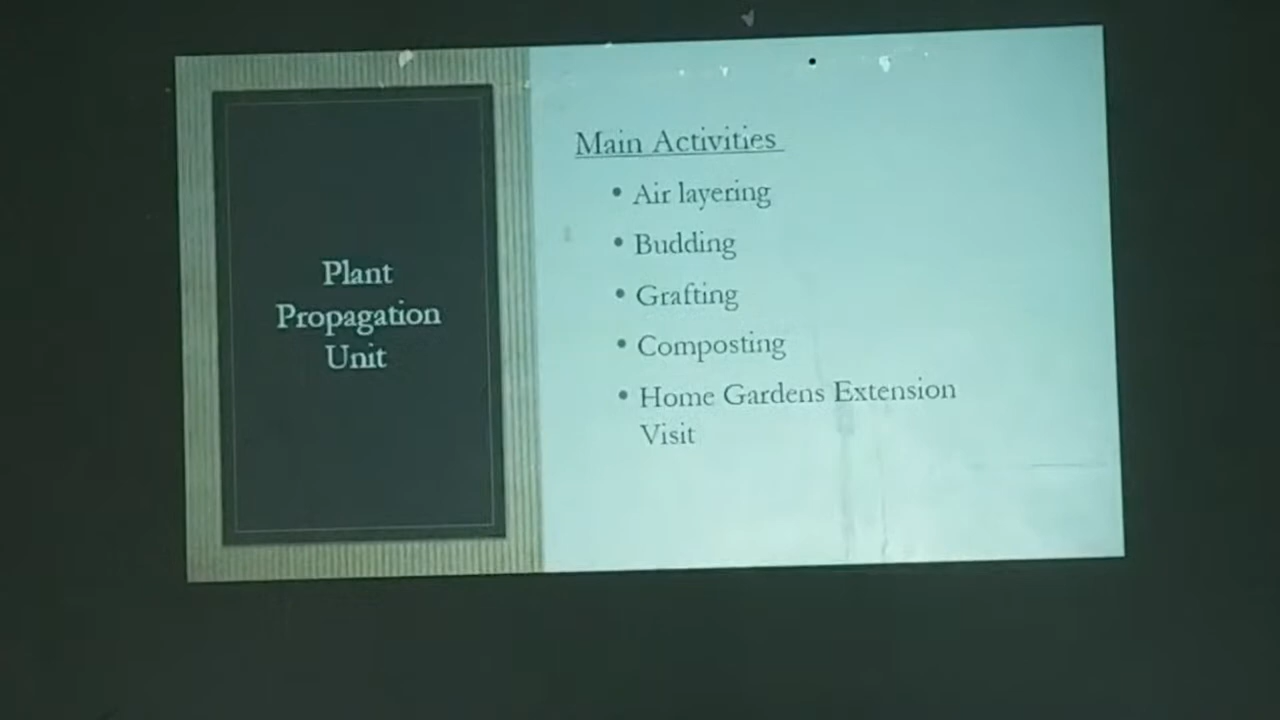 Plant
Propagation
Unit
Main Activities
• Air layering
• Budding
• Grafting
• Composting
• Home Gardens Extension
Visit